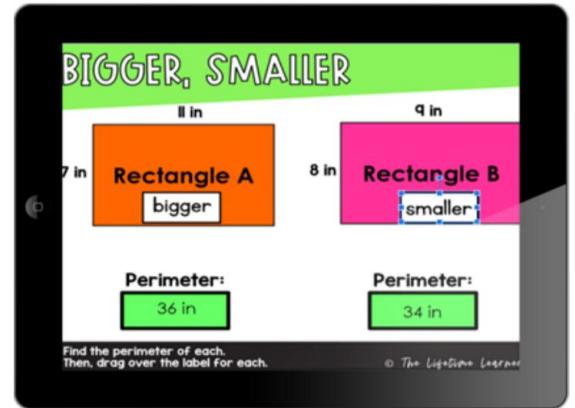 BIGGER, SMALLER
11 in
9 in
7 in
8 in
Rectangle A
Rectangle B
bigger
smaller
Perimeter:
Perimeter:
36 in
34 in
Find the perimeter of each.
Then, drag over the label for each.
© The Lifetime Learner